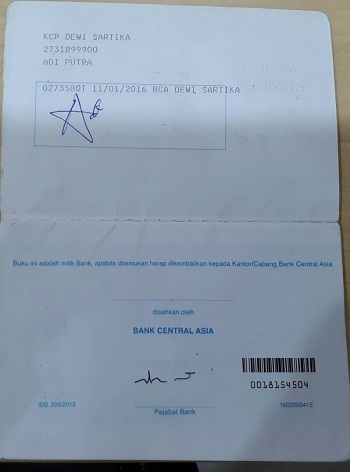 KCP DEWI SARTIKA
2731899900
ADI PUTRA
0273580T 11/01/2016 BCA DEWI SARTIKA
Buku ini adalah milik Bank, apabila ditemukan harap dikembalikan kepada Kantor/Cabang Bank Central Asia
disahkan oleh
BANK CENTRAL ASIA
0018154504
IDS. 203/2012
1602000415
Pejabat Bank